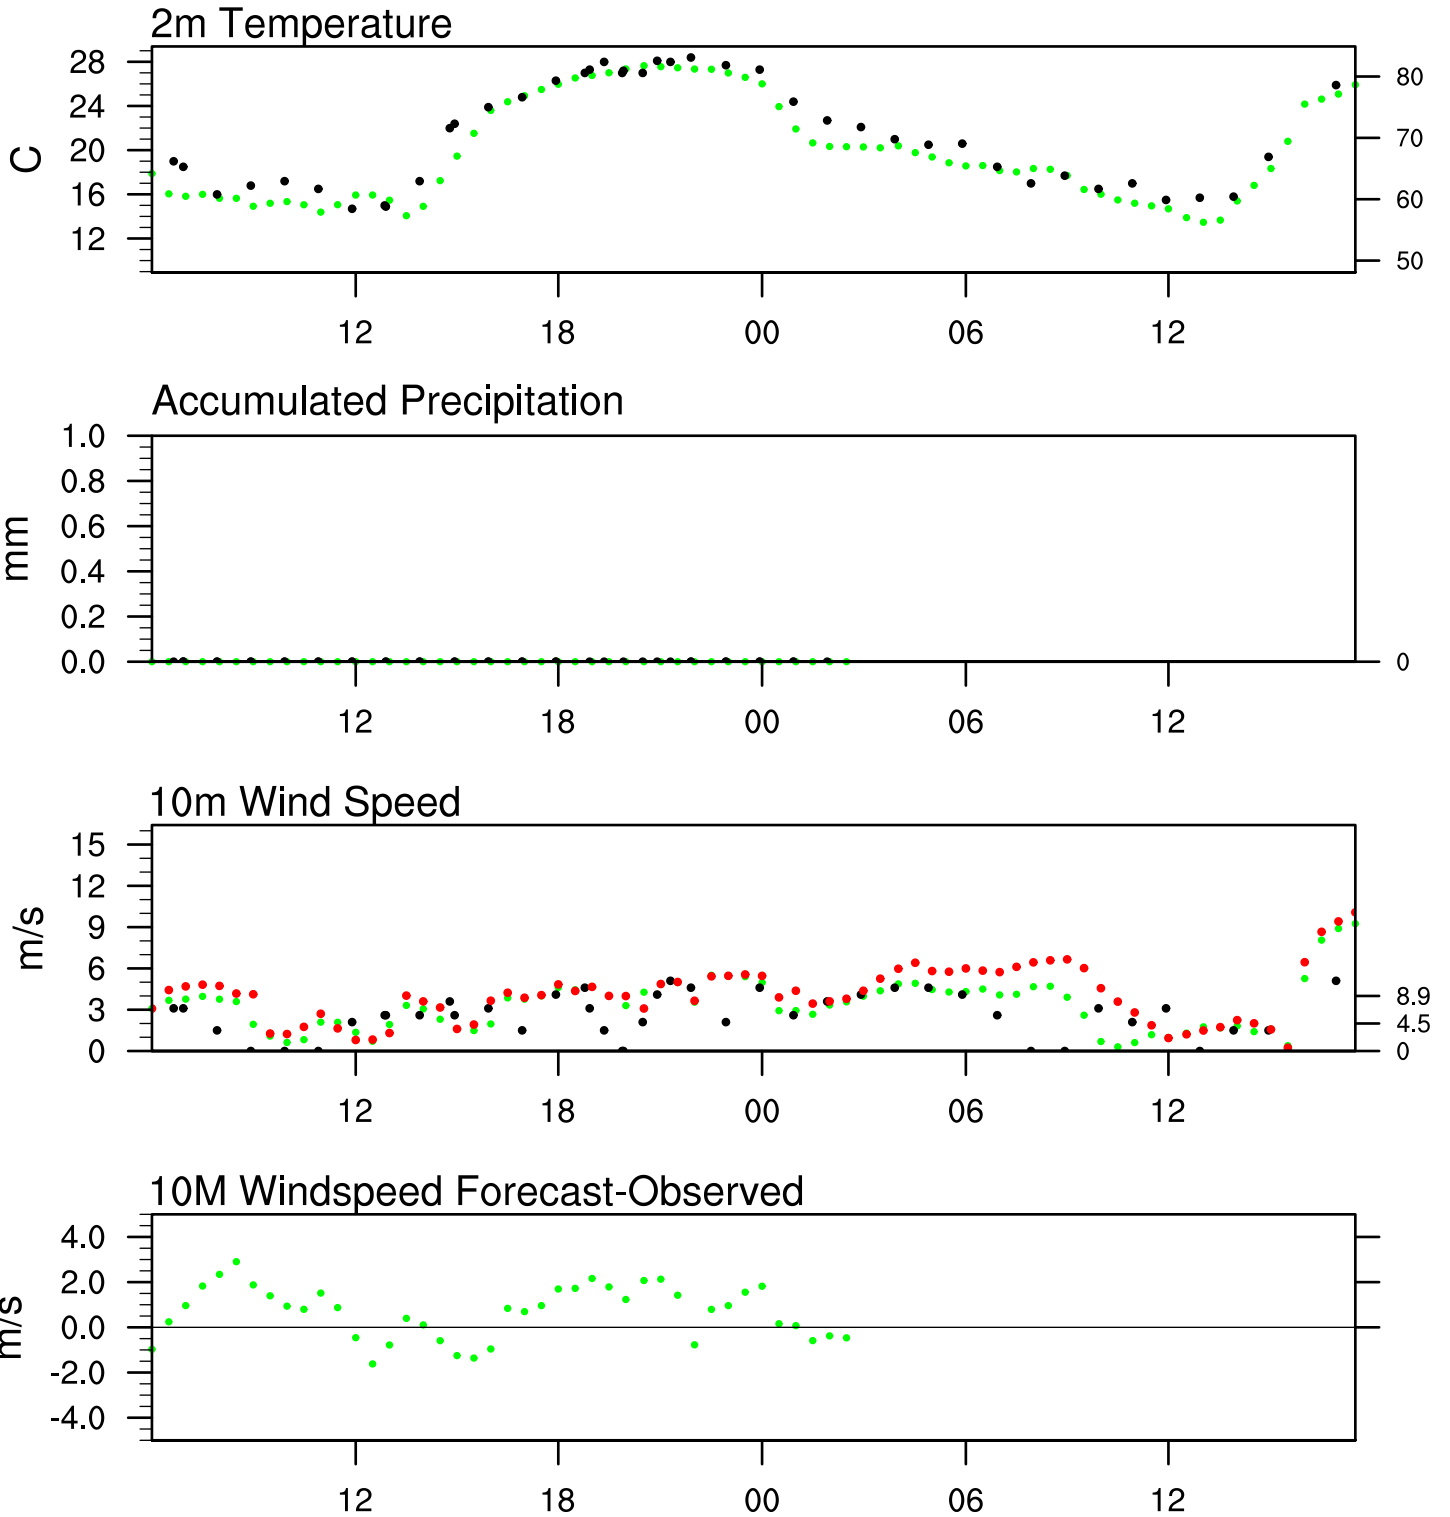 2m Temperature
28
24
20
16
12
C
80
70
60
50
12 18 00 06 12
Accumulated Precipitation
1.0
0.8
0.6
0.4
0.2
0.0
mm
0
12 18 00 06 12
10m Wind Speed
15
12
9
6
3
0
m/s
8.9
4.5
0
12 18 00 06 12
10M Windspeed Forecast-Observed
4.0
2.0
0.0
-2.0
-4.0
m/s
12 18 00 06 12